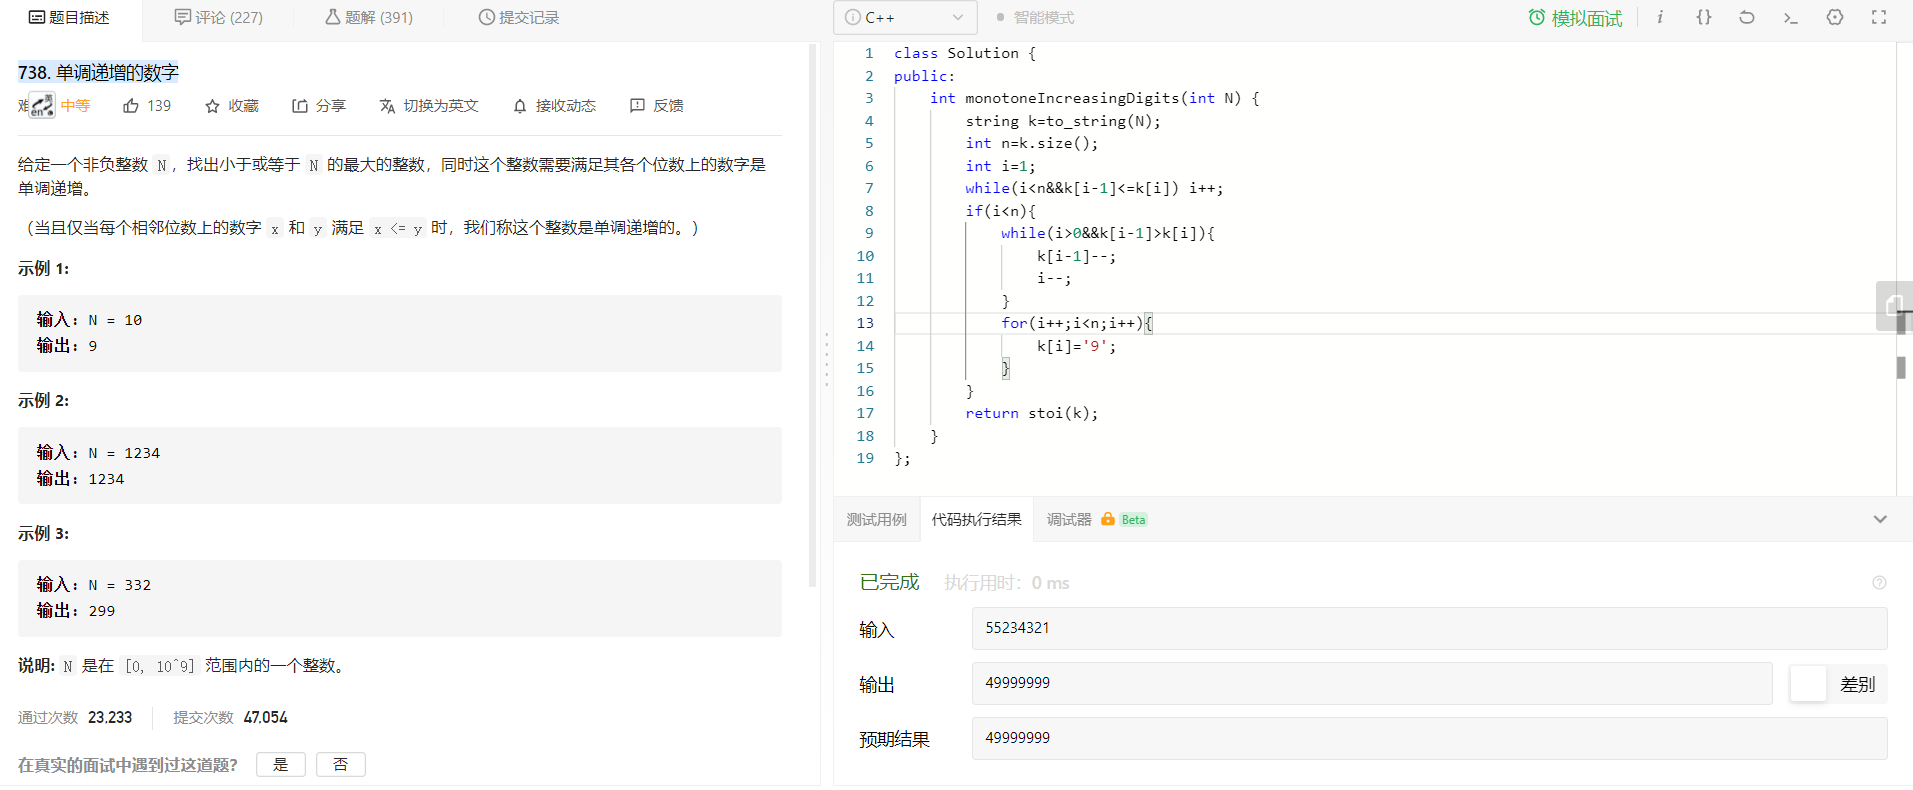 题目描述 评论 (227) 题解 (391) 提交记录
738. 单调递增的数字
中等 139 收藏 分享 切换为英文 接收动态 反馈
给定一个非负整数 N，找出小于或等于 N 的最大的整数，同时这个整数需要满足其各个位数上的数字是
单调递增。
（当且仅当每个相邻位数上的数字 x 和 y 满足 x <= y 时，我们称这个整数是单调递增的。）
示例 1:
输入: N = 10
输出: 9
示例 2:
输入: N = 1234
输出: 1234
示例 3:
输入: N = 332
输出: 299
说明: N 是在 [0, 10^9] 范围内的一个整数。
通过次数 23,233 提交次数 47,054
在真实的面试中遇到过这道题? 是 否
C++ 智能模式 模拟面试
1 class Solution {
2 public:
3 int monotoneIncreasingDigits(int N) {
4 string k=to_string(N);
5 int n=k.size();
6 int i=1;
7 while(i<n&&k[i-1]<=k[i]) i++;
8 if(i<n){
9 while(i>0&&k[i-1]>k[i]){
10 k[i-1]--;
11 i--;
12 }
13 for(i++;i<n;i++){
14 k[i]='9';
15 }
16 }
17 return stoi(k);
18 }
19 };
测试用例 代码执行结果 调试器 Beta
已完成 执行用时: 0 ms
输入 55234321
输出 49999999 差别
预期结果 49999999